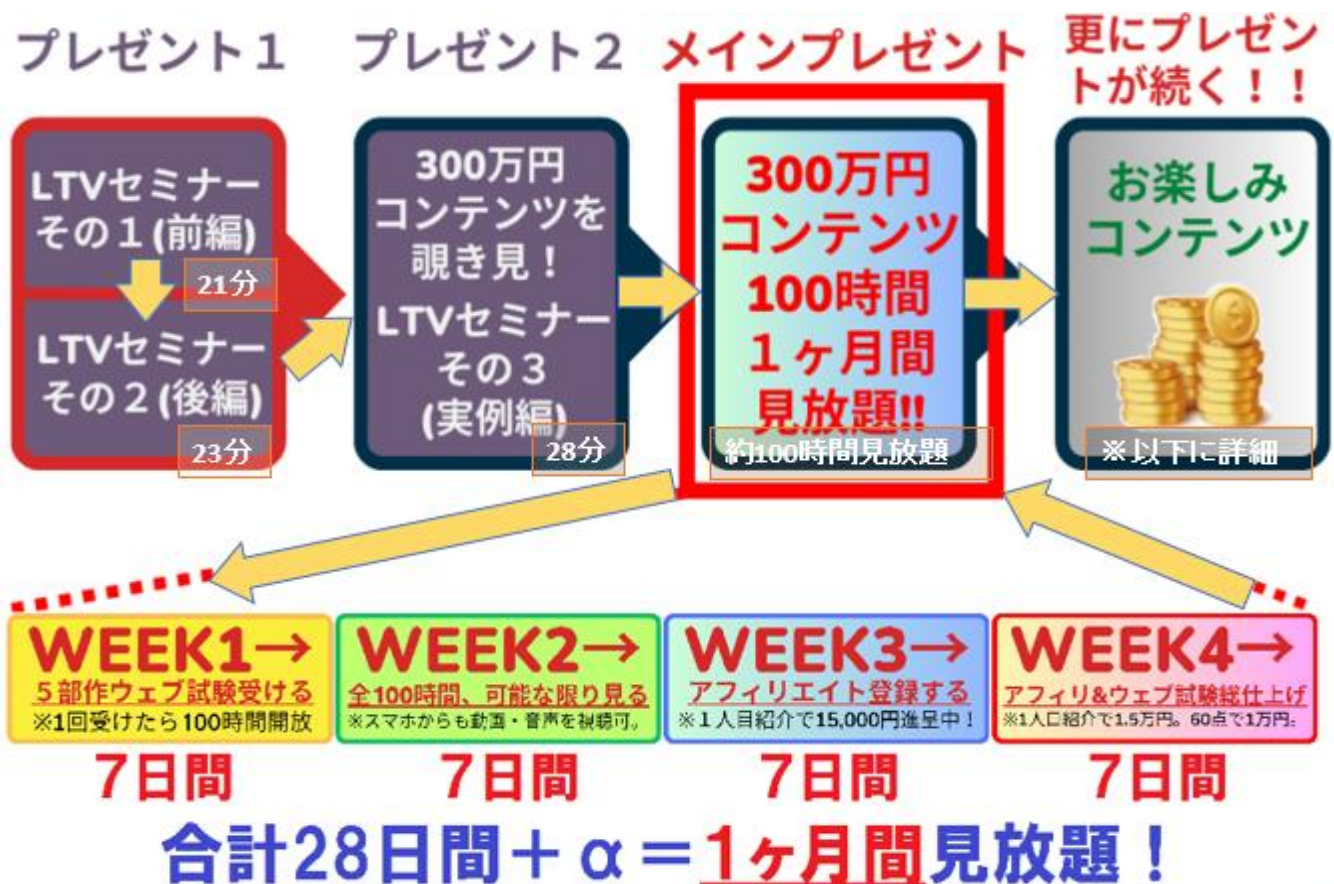 プレゼント１
プレゼント２
メインプレゼント
更にプレゼン
トが続く！！
LTVセミナー
その１(前編)
21分
LTVセミナー
その２(後編)
23分
300万円
コンテンツを
覗き見！
LTVセミナー
その３
(実例編)
28分
300万円
コンテンツ
100時間
１ヶ月間
見放題!!
約100時間見放題
お楽しみ
コンテンツ
※以下に詳細
WEEK1→
５部作ウェブ試験受ける
※1回受けたら100時間開放
7日間
WEEK2→
全100時間、可能な限り見る
※スマホからも動画・音声を視聴可。
7日間
WEEK3→
アフィリエイト登録する
※１人目紹介で15,000円進呈中！
7日間
WEEK4→
アフィリ&ウェブ試験総仕上げ
※1人目紹介で1.5万円。60点で1万円。
7日間
合計28日間＋α＝1ヶ月間見放題！